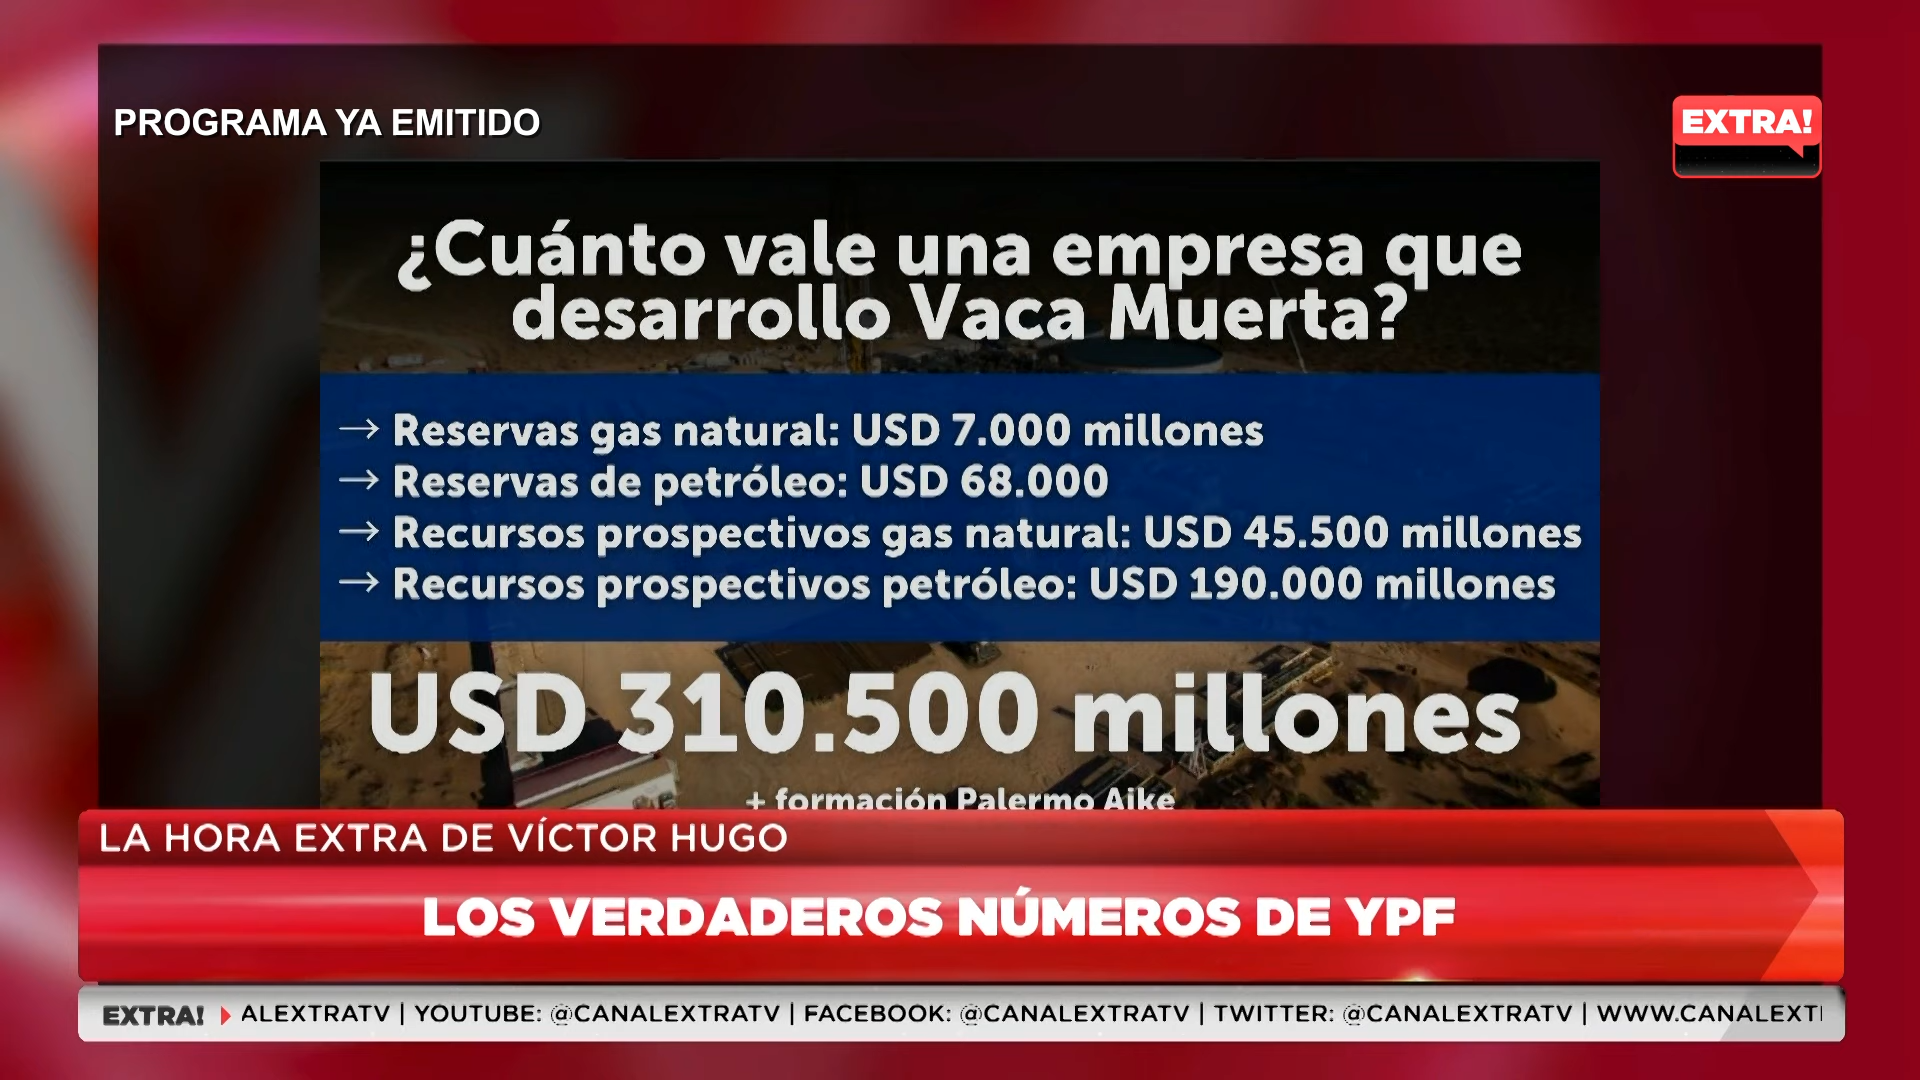 PROGRAMA YA EMITIDO
EXTRA!
¿Cuánto vale una empresa que
desarrollo Vaca Muerta?
→ Reservas gas natural: USD 7.000 millones
→ Reservas de petróleo: USD 68.000
→ Recursos prospectivos gas natural: USD 45.500 millones
→ Recursos prospectivos petróleo: USD 190.000 millones
USD 310.500 millones
+ formación Palermo Aike
LA HORA EXTRA DE VÍCTOR HUGO
LOS VERDADEROS NÚMEROS DE YPF
EXTRA! ALEXTRATV | YOUTUBE: @CANALEXTRATV | FACEBOOK: @CANALEXTRATV | TWITTER: @CANALEXTRATV | WWW.CANALEXT